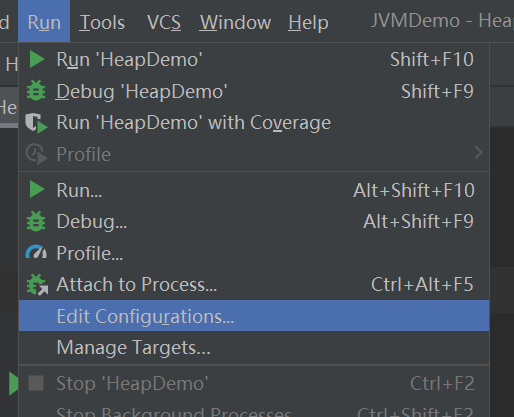 d Run Tools VCS Window Help JVMDemo - Hea
H
Run 'HeapDemo' Shift+F10
Debug 'HeapDemo' Shift+F9
He
Run 'HeapDemo' with Coverage
Profile
Run... Alt+Shift+F10
Debug... Alt+Shift+F9
Profile...
Attach to Process... Ctrl+Alt+F5
Edit Configurations...
Manage Targets...
Stop 'HeapDemo' Ctrl+F2
Stop Background Processes... Ctrl+Shift+F2